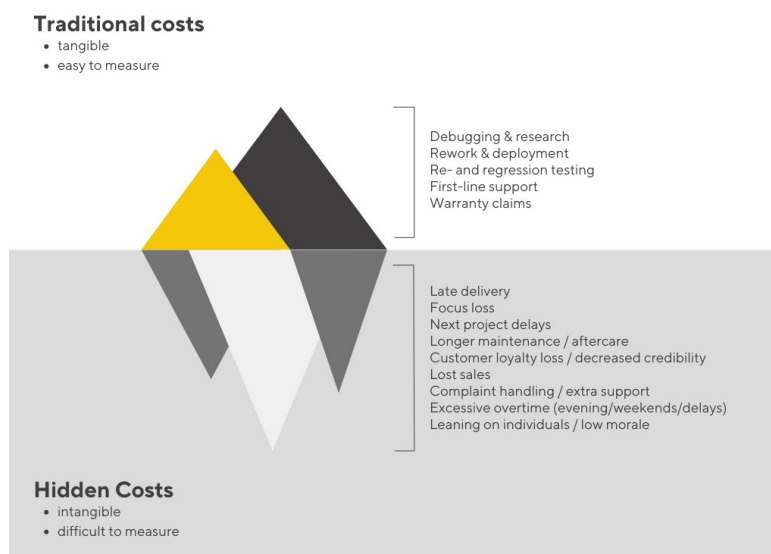 Traditional costs
• tangible
• easy to measure
Debugging & research
Rework & deployment
Re- and regression testing
First-line support
Warranty claims
Late delivery
Focus loss
Next project delays
Longer maintenance / aftercare
Customer loyalty loss / decreased credibility
Lost sales
Complaint handling / extra support
Excessive overtime (evening/weekends/delays)
Leaning on individuals / low morale
Hidden Costs
• intangible
• difficult to measure